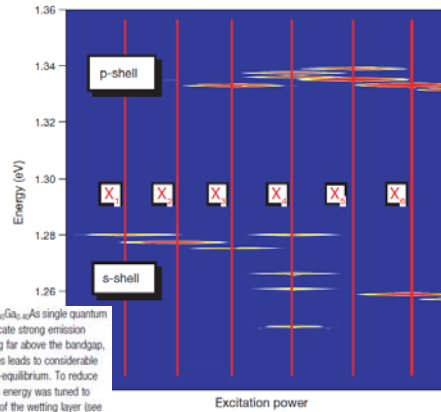 1.36
1.34
1.32
1.30
1.28
1.26
Energy (eV)
p-shell
X₁ X₂ X₃ X₄ X₅ X₆
s-shell
Ga₀.₄₀As single quantum
cate strong emission
g far above the bandgap,
s leads to considerable
-equilibrium. To reduce
energy was tuned to
of the wetting layer (see
Excitation power